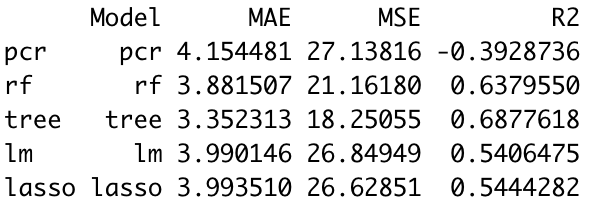 Model MAE MSE R2
pcr pcr 4.154481 27.13816 -0.3928736
rf rf 3.881507 21.16180 0.6379550
tree tree 3.352313 18.25055 0.6877618
lm lm 3.990146 26.84949 0.5406475
lasso lasso 3.993510 26.62851 0.5444282